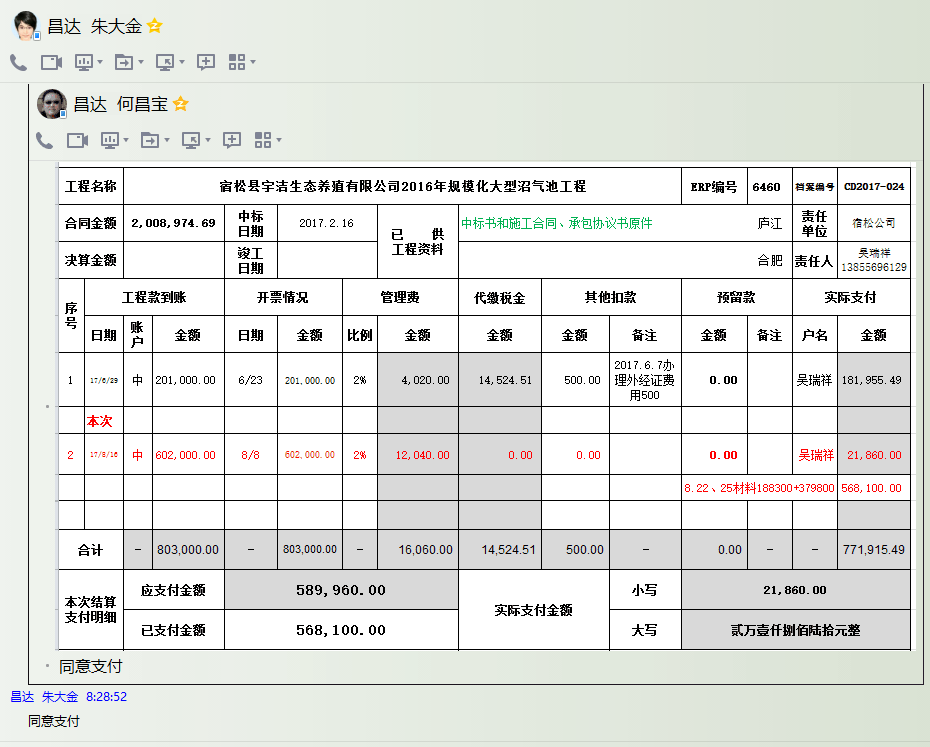 昌达 朱大金
昌达 何昌宝
工程名称 宿松县宇洁生态养殖有限公司2016年规模化大型沼气池工程 ERP编号 6460 档案编号 CD2017-024
合同金额 2,008,974.69 中标日期 2017.2.16 已 供工程资料 中标书和施工合同、承包协议书原件 庐江 责任单位 宿松公司
决算金额 竣工日期 合肥 责任人 吴瑞祥 13855696129
序号 工程款到账 开票情况 管理费 代缴税金 其他扣款 预留款 实际支付
日期 账户 金额 日期 金额 比例 金额 金额 金额 备注 金额 备注 户名 金额
1 17/6/29 中 201,000.00 6/23 201,000.00 2% 4,020.00 14,524.51 500.00 2017.6.7办理外经证费用500 0.00 吴瑞祥 181,955.49
本次
2 17/8/16 中 602,000.00 8/8 602,000.00 2% 12,040.00 0.00 0.00 0.00 吴瑞祥 21,860.00
8.22、25材料188300+379800 568,100.00
合计 – 803,000.00 – 803,000.00 – 16,060.00 14,524.51 500.00 – 0.00 – – 771,915.49
本次结算支付明细 应支付金额 589,960.00 实际支付金额 小写 21,860.00
已支付金额 568,100.00 大写 贰万壹仟捌佰陆拾元整
同意支付
昌达 朱大金 8:28:52
同意支付